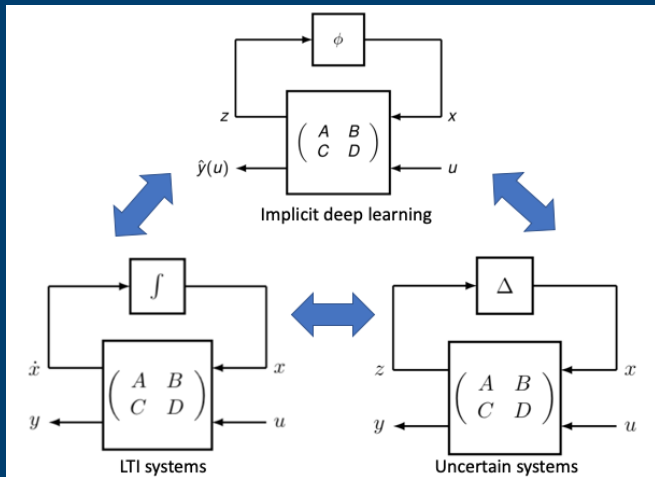 ϕ
z
( A B
C D )
x
ŷ(u)
u
Implicit deep learning
∫
ẋ
( A B
C D )
x
y
u
LTI systems
Δ
z
( A B
C D )
x
y
u
Uncertain systems